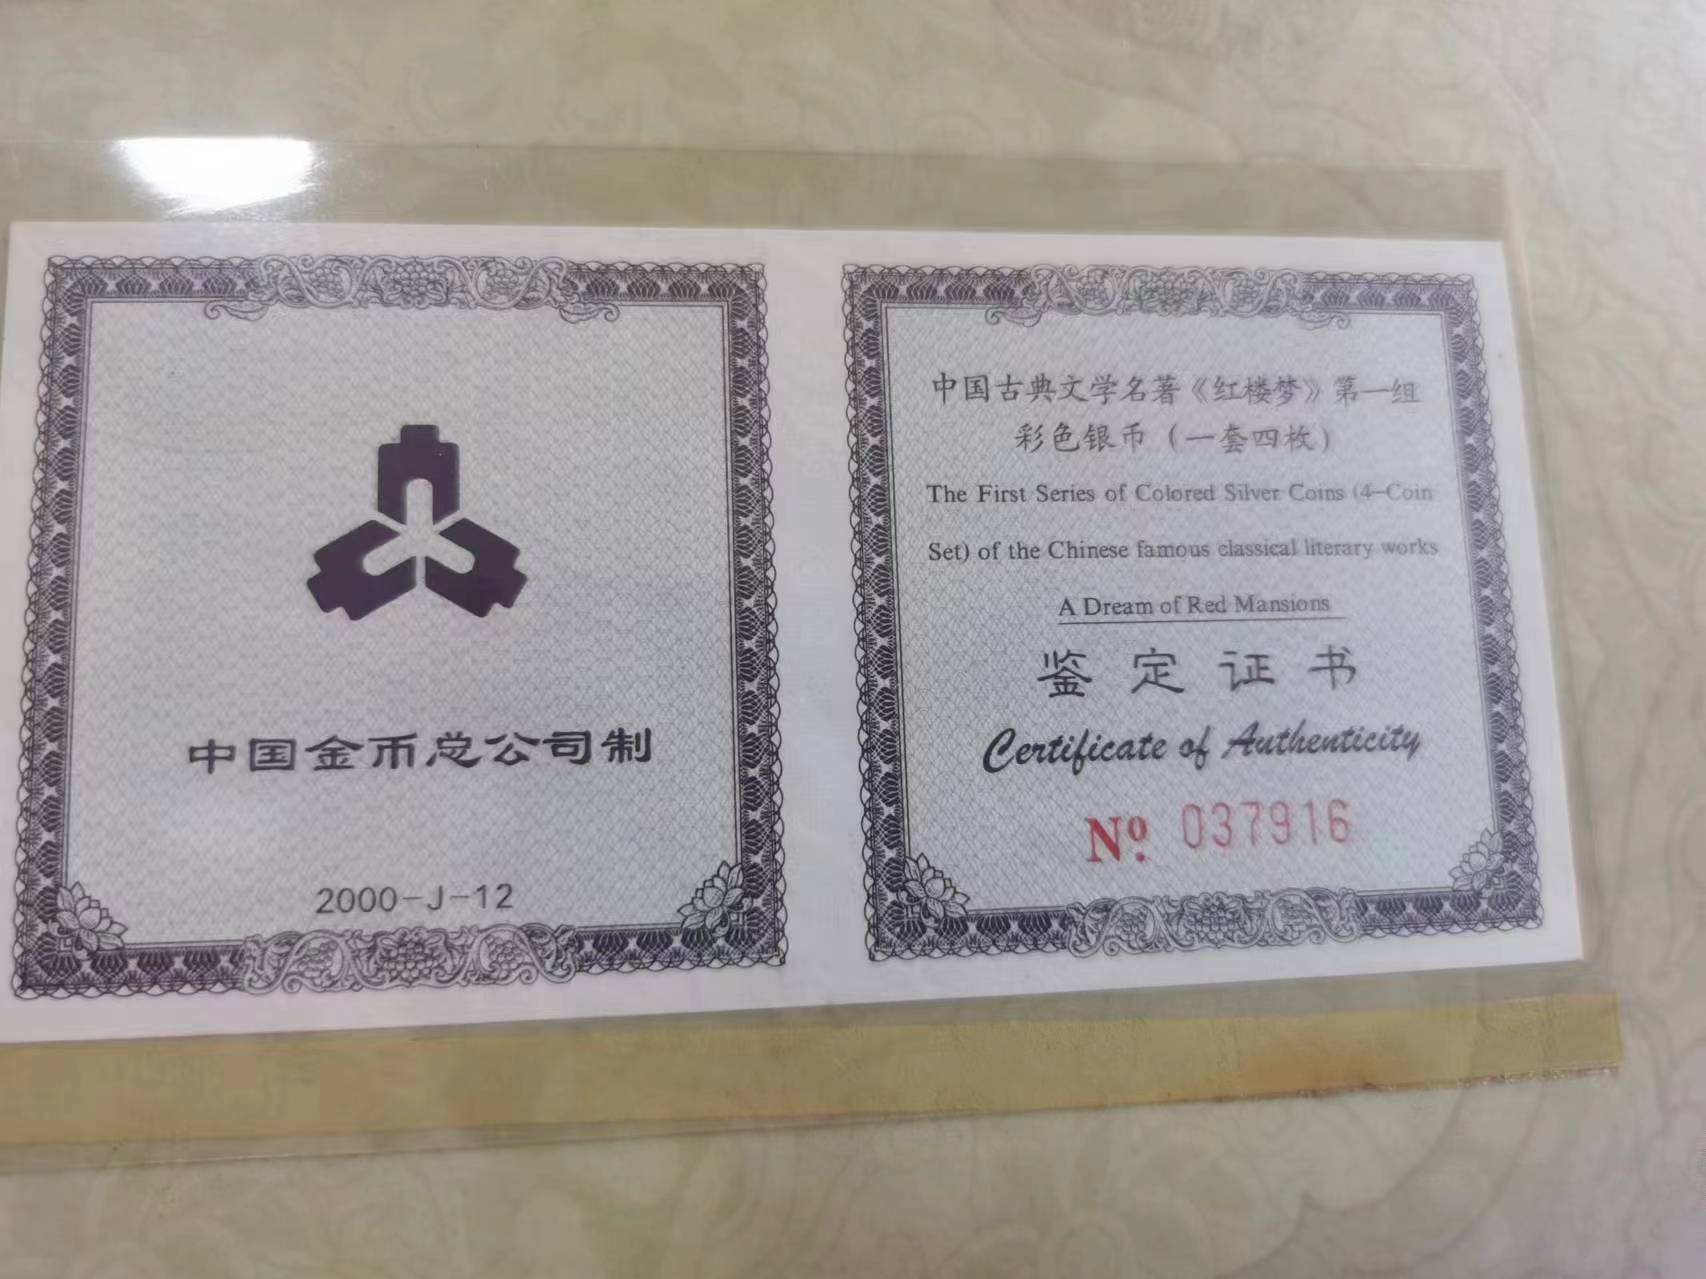 中国金币总公司制
2000-J-12
中国古典文学名著《红楼梦》第一组
彩色银币（一套四枚）
The First Series of Colored Silver Coins (4-Coin
Set) of the Chinese famous classical literary works
A Dream of Red Mansions
鉴定证书
Certificate of Authenticity
Nº. 037916